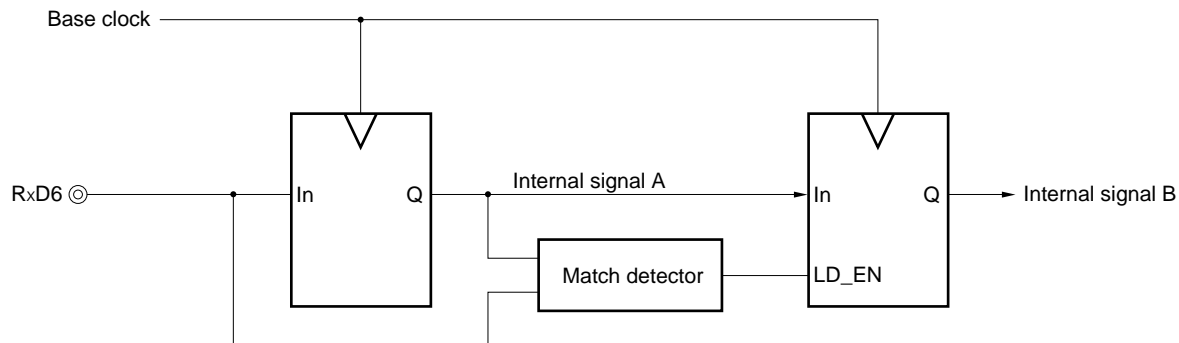 Base clock
RxD6
In
Q
Internal signal A
In
Q
Internal signal B
Match detector
LD_EN